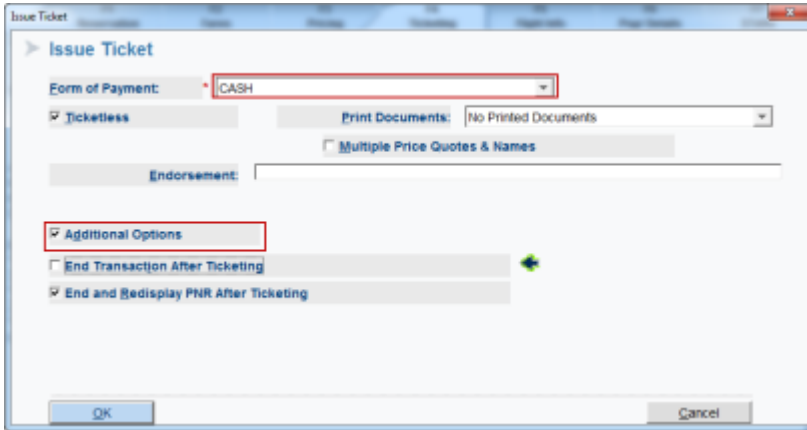 Issue Ticket
Issue Ticket
Form of Payment: * CASH
Ticketless Print Documents: No Printed Documents
Multiple Price Quotes & Names
Endorsement:
Additional Options
End Transaction After Ticketing
End and Redisplay PNR After Ticketing
OK Cancel